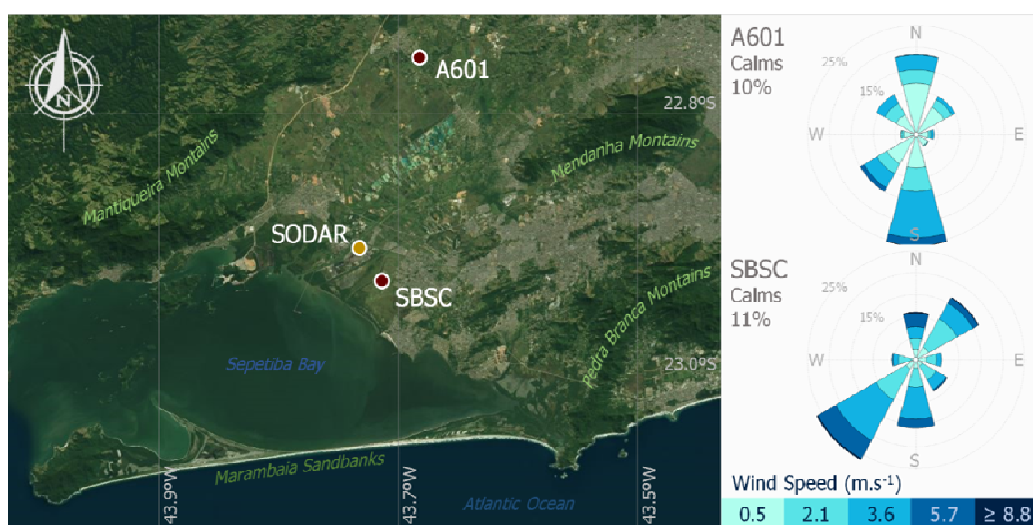 N
A601
22.8°S
Mantiqueira Montains
Mendanha Montains
SODAR
SBSC
pedra Branca Montains
Sepetiba Bay
23.0°S
Marambaia Sandbanks
43.9°W
43.7°W
43.5°W
Atlantic Ocean
A601
Calms
10%
N
25%
15%
W
E
S
SBSC
Calms
11%
N
25%
15%
W
E
S
Wind Speed (m.s-1)
0.5 2.1 3.6 5.7 ≥ 8.8